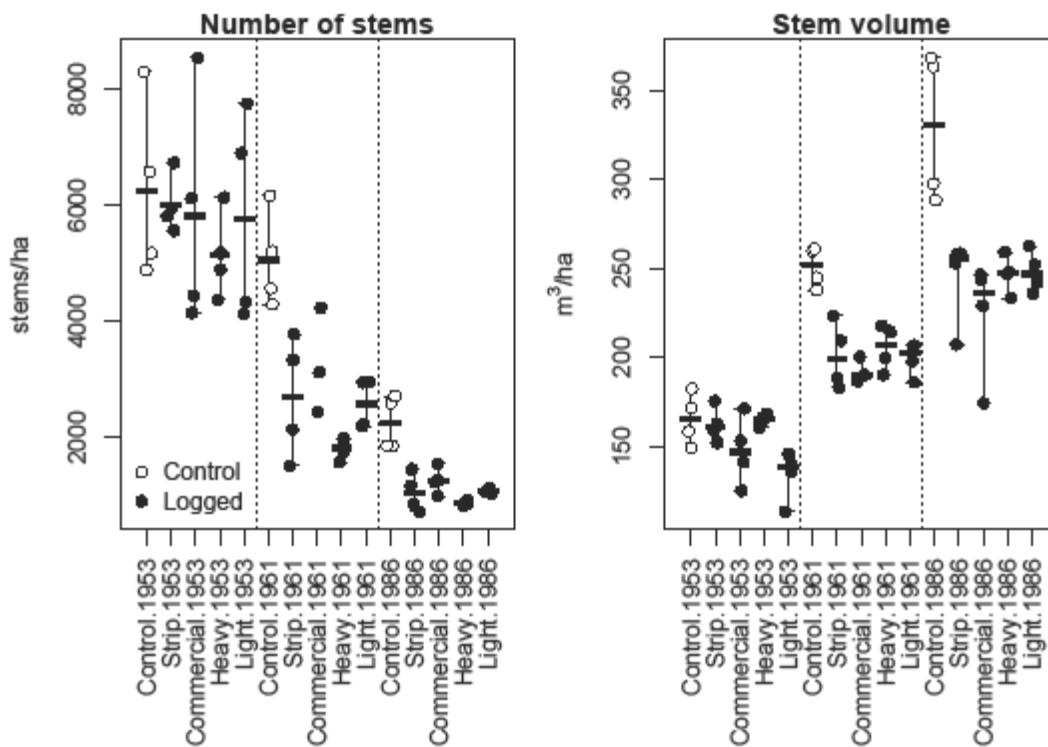 Number of stems
8000
6000
4000
2000
stems/ha
Control
Logged
Control.1953
Strip.1953
Commercial.1953
Heavy.1953
Light.1953
Control.1961
Strip.1961
Commercial.1961
Heavy.1961
Light.1961
Control.1986
Strip.1986
Commercial.1986
Heavy.1986
Light.1986
Stem volume
350
300
250
200
150
m³/ha
Control.1953
Strip.1953
Commercial.1953
Heavy.1953
Light.1953
Control.1961
Strip.1961
Commercial.1961
Heavy.1961
Light.1961
Control.1986
Strip.1986
Commercial.1986
Heavy.1986
Light.1986